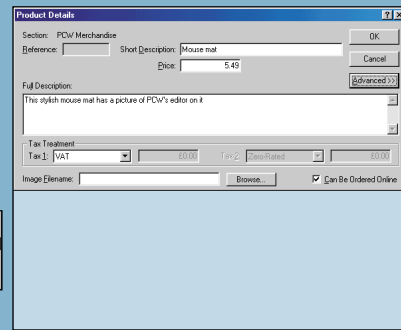 Product Details
Section: PCW Merchandise
OK
Reference: Short Description: Mouse mat
Price: 5.49
Cancel
Advanced >>
Full Description:
This stylish mouse mat has a picture of PCW's editor on it
Tax Treatment
Tax 1: VAT £0.00 Tax 2: Zero-Rated £0.00
Image Filename: Browse... Can Be Ordered Online